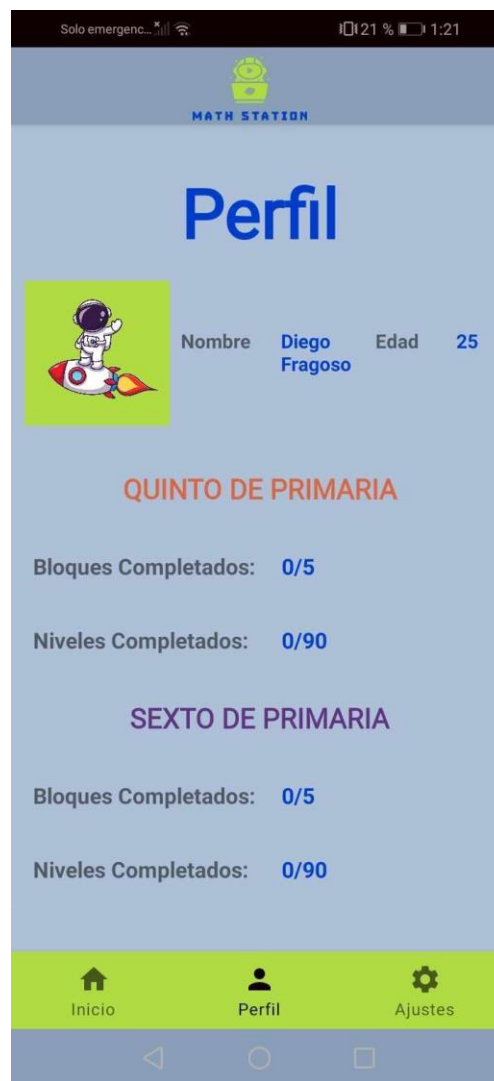 Solo emergenc... 21 % 1:21
MATH STATION
Perfil
Nombre Diego Fragoso Edad 25
QUINTO DE PRIMARIA
Bloques Completados: 0/5
Niveles Completados: 0/90
SEXTO DE PRIMARIA
Bloques Completados: 0/5
Niveles Completados: 0/90
Inicio Perfil Ajustes